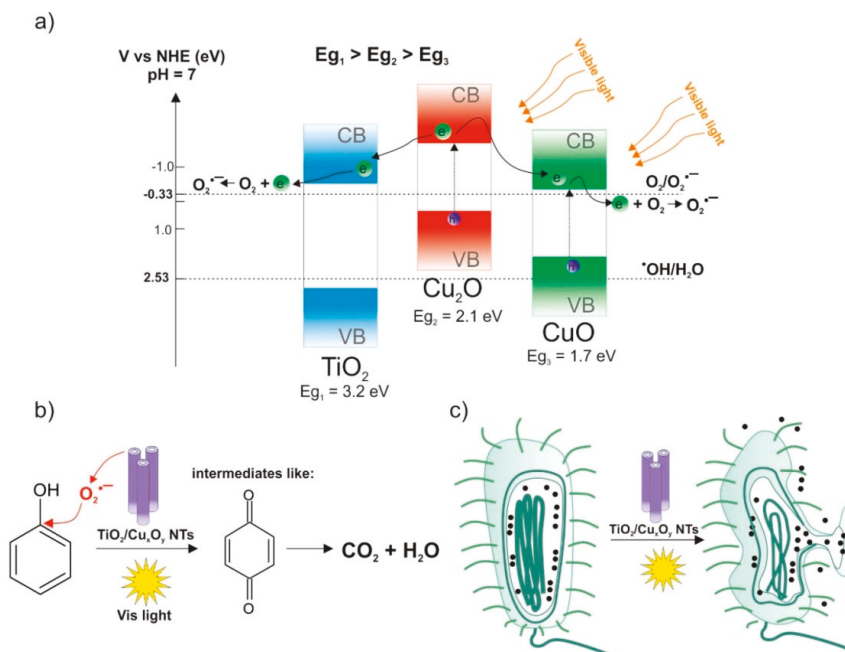 a)
V vs NHE (eV)
pH = 7
Eg₁ > Eg₂ > Eg₃
Visible light
Visible light
CB
CB
CB
e
e
e
e
e
-1.0
-0.33
1.0
2.53
O₂•⁻ ← O₂ + e
O₂/O₂•⁻
e + O₂ → O₂•⁻
h
h
•OH/H₂O
VB
VB
VB
TiO₂
Eg₁ = 3.2 eV
Cu₂O
Eg₂ = 2.1 eV
CuO
Eg₃ = 1.7 eV
b)
OH
O₂•⁻
TiO₂/CuₓOᵧ NTs
Vis light
intermediates like:
O
O
CO₂ + H₂O
c)
TiO₂/CuₓOᵧ NTs